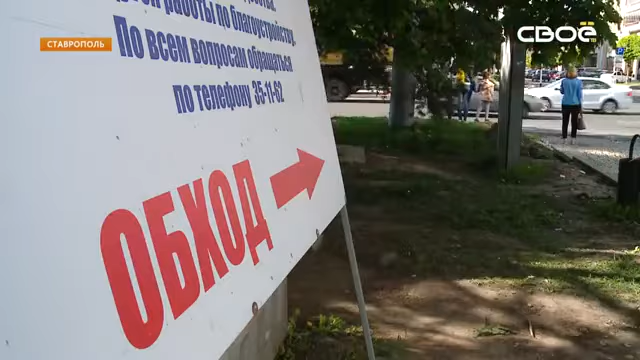 СТАВРОПОЛЬ
СВОЁ
работы по благоустройству.
По всем вопросам обращаться
по телефону 35-11-62
ОБХОД